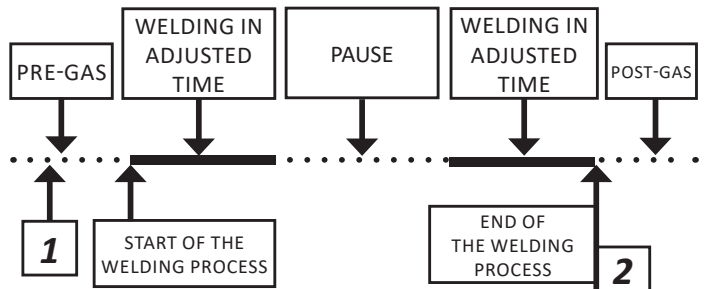 PRE-GAS
WELDING IN
ADJUSTED
TIME
PAUSE
WELDING IN
ADJUSTED
TIME
POST-GAS
1
START OF THE
WELDING PROCESS
END OF
THE WELDING
PROCESS
2